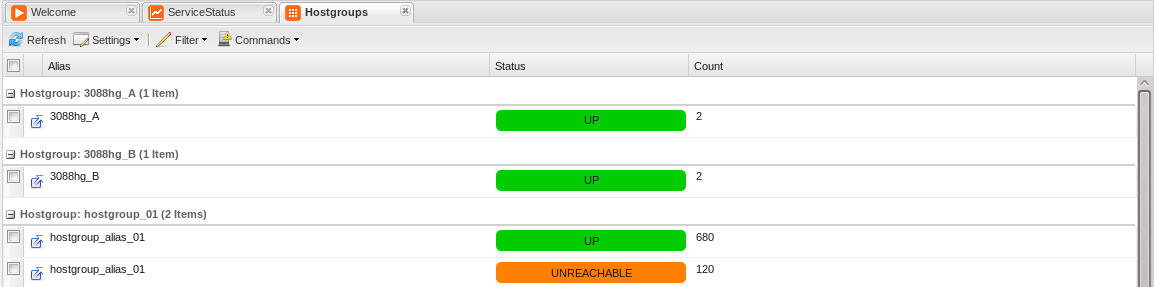 Welcome ServiceStatus Hostgroups
Refresh Settings Filter Commands
Alias Status Count
Hostgroup: 3088hg_A (1 Item)
3088hg_A UP 2
Hostgroup: 3088hg_B (1 Item)
3088hg_B UP 2
Hostgroup: hostgroup_01 (2 Items)
hostgroup_alias_01 UP 680
hostgroup_alias_01 UNREACHABLE 120